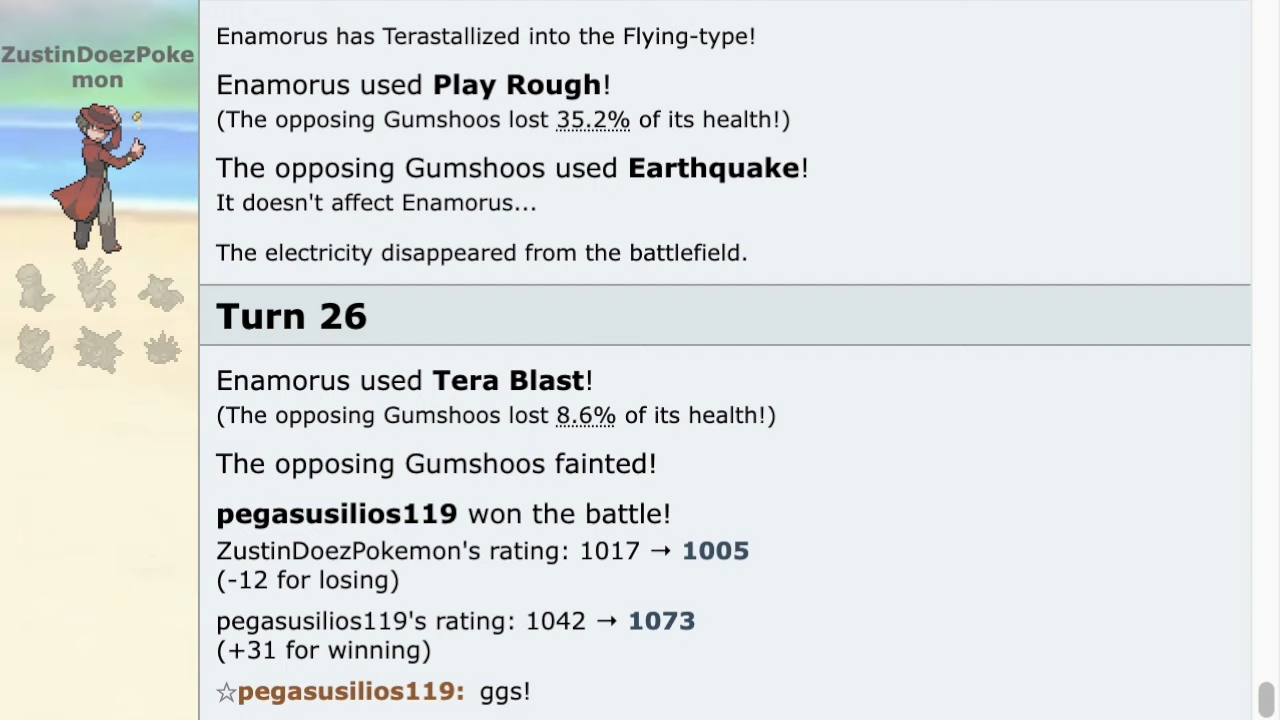 ZustinDoezPoke
mon
Enamorus has Terastallized into the Flying-type!
Enamorus used Play Rough!
(The opposing Gumshoos lost 35.2% of its health!)
The opposing Gumshoos used Earthquake!
It doesn't affect Enamorus...
The electricity disappeared from the battlefield.
Turn 26
Enamorus used Tera Blast!
(The opposing Gumshoos lost 8.6% of its health!)
The opposing Gumshoos fainted!
pegasusilios119 won the battle!
ZustinDoezPokemon's rating: 1017 → 1005
(-12 for losing)
pegasusilios119's rating: 1042 → 1073
(+31 for winning)
☆pegasusilios119: ggs!